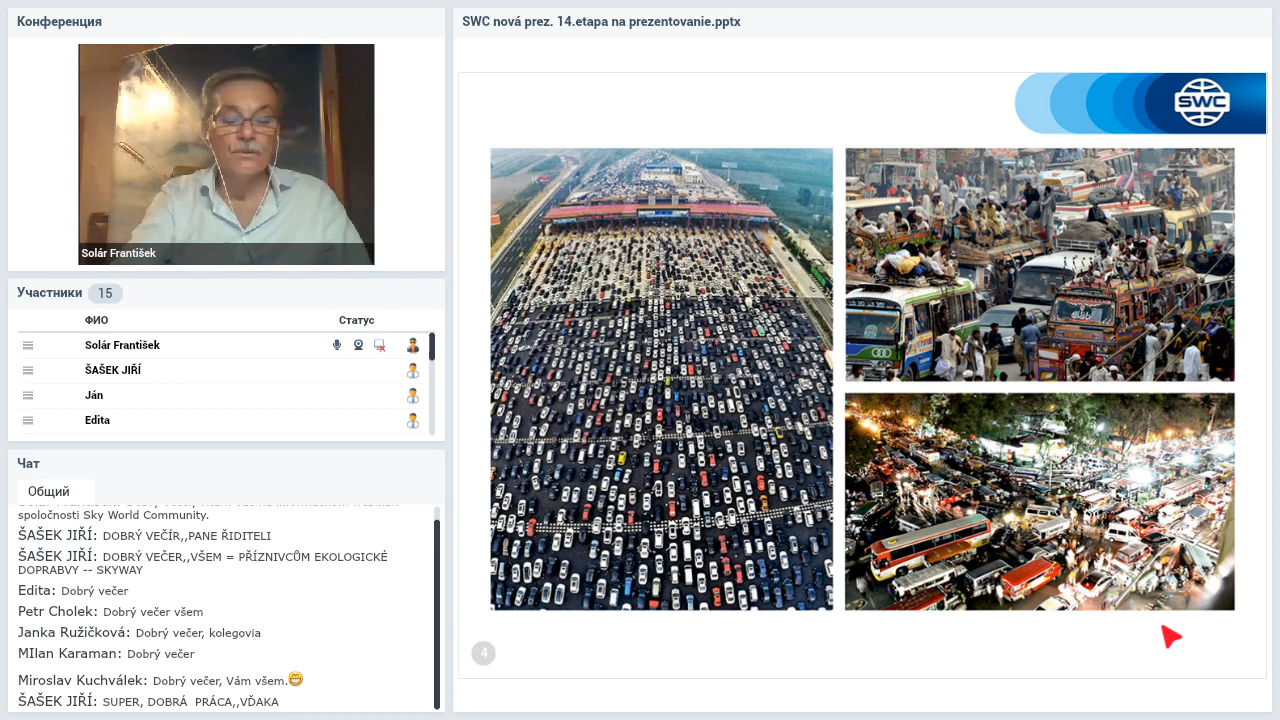 Конференция
Solár František
Участники 15
ФИО Статус
Solár František
ŠAŠEK JIŘÍ
Ján
Edita
Чат
Общий
spoločnosti Sky World Community.
ŠAŠEK JIŘÍ: DOBRÝ VEČÍR,,PANE ŘIDITELI
ŠAŠEK JIŘÍ: DOBRÝ VEČER,,VŠEM = PŘÍZNIVCŮM EKOLOGICKÉ
DOPRABVY -- SKYWAY
Edita: Dobrý večer
Petr Cholek: Dobrý večer všem
Janka Ružičková: Dobrý večer, kolegovia
MIlan Karaman: Dobrý večer
Miroslav Kuchválek: Dobrý večer, Vám všem.😁
ŠAŠEK JIŘÍ: SUPER, DOBRÁ  PRÁCA,,VĎAKA
SWC nová prez. 14.etapa na prezentovanie.pptx
SWC
4